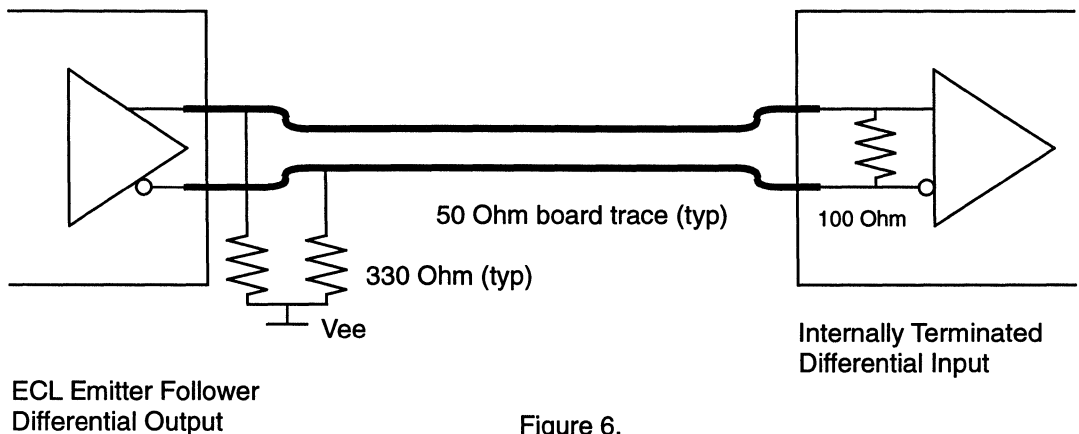 50 Ohm board trace (typ)
100 Ohm
330 Ohm (typ)
Vee
Internally Terminated
Differential Input
ECL Emitter Follower
Differential Output
Figure 6.